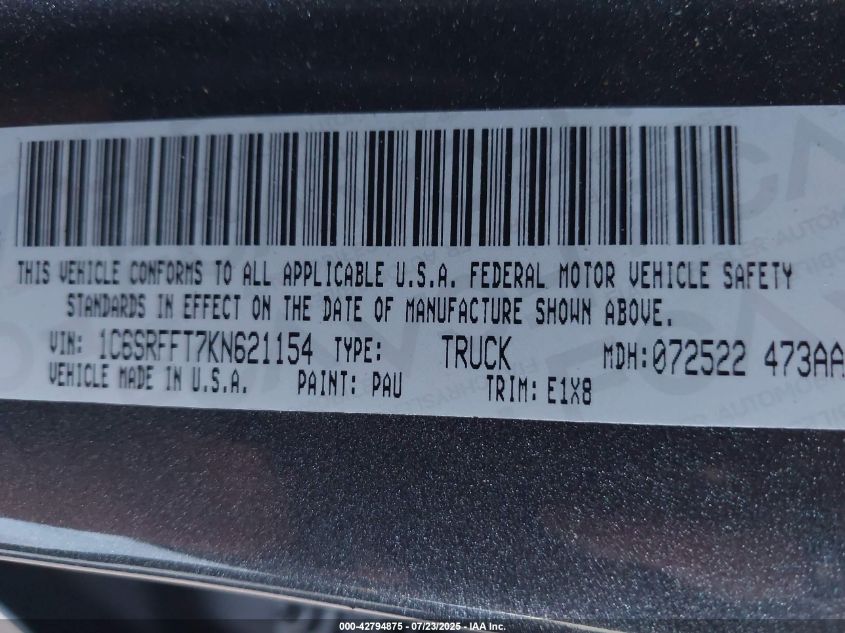 THIS VEHICLE CONFORMS TO ALL APPLICABLE U.S.A. FEDERAL MOTOR VEHICLE SAFETY
STANDARDS IN EFFECT ON THE DATE OF MANUFACTURE SHOWN ABOVE.
VIN: 1C6SRFFT7KN621154 TYPE: TRUCK MDH:072522 473AA
VEHICLE MADE IN U.S.A. PAINT: PAU TRIM: E1X8
000-42794875 - 07/23/2025 - IAA Inc.